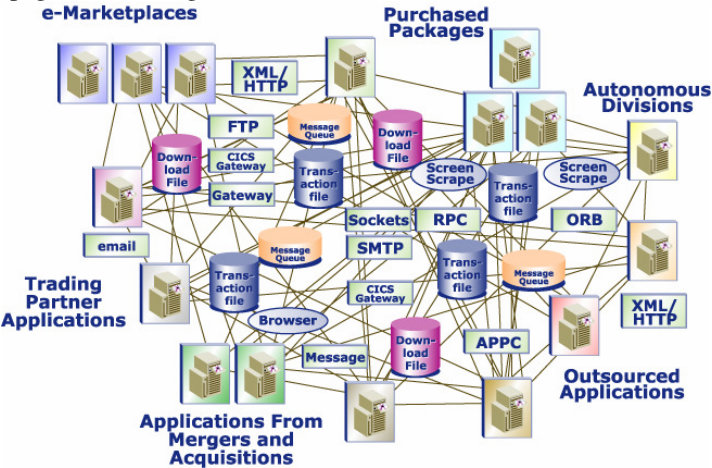 e-Marketplaces
Purchased
Packages
Autonomous
Divisions
XML/
HTTP
FTP
Message
Queue
Down-
load
File
Down-
load
File
CICS
Gateway
Trans-
action
file
Screen
Scrape
Screen
Scrape
Trans-
action
file
Gateway
Sockets
RPC
ORB
email
Message
Queue
SMTP
Trans-
action
file
Trans-
action
file
Message
Queue
Trading
Partner
Applications
CICS
Gateway
XML/
HTTP
Browser
Down-
load
File
APPC
Message
Outsourced
Applications
Applications From
Mergers and
Acquisitions